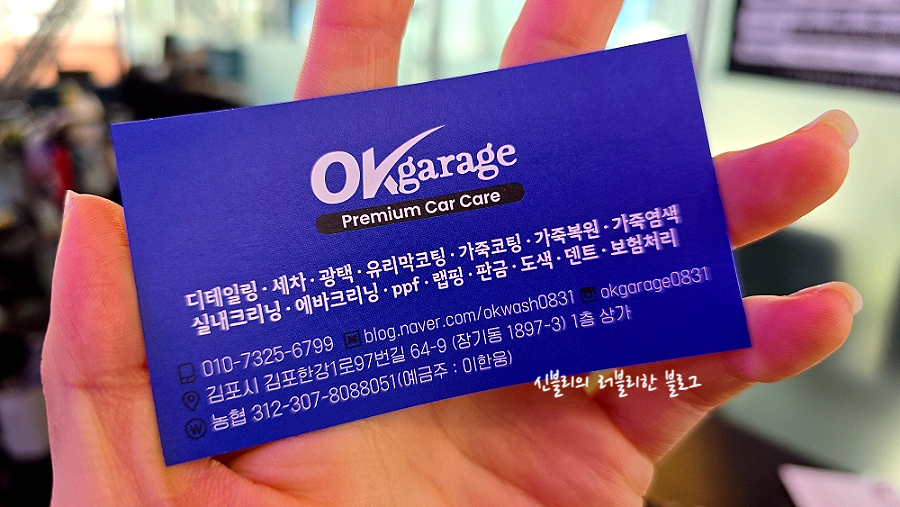 OKgarage
Premium Car Care
디테일링 · 세차 · 광택 · 유리막코팅 · 가죽코팅 · 가죽복원 · 가죽염색
실내크리닝 · 에바크리닝 · ppf · 랩핑 · 판금 · 도색 · 덴트 · 보험처리
010-7325-6799 blog.naver.com/okwash0831 okgarage0831
김포시 김포한강1로97번길 64-9 (장기동 1897-3) 1층 상가
농협 312-307-8088051(예금주 : 이한웅)
신블리의 러블리한 블로그